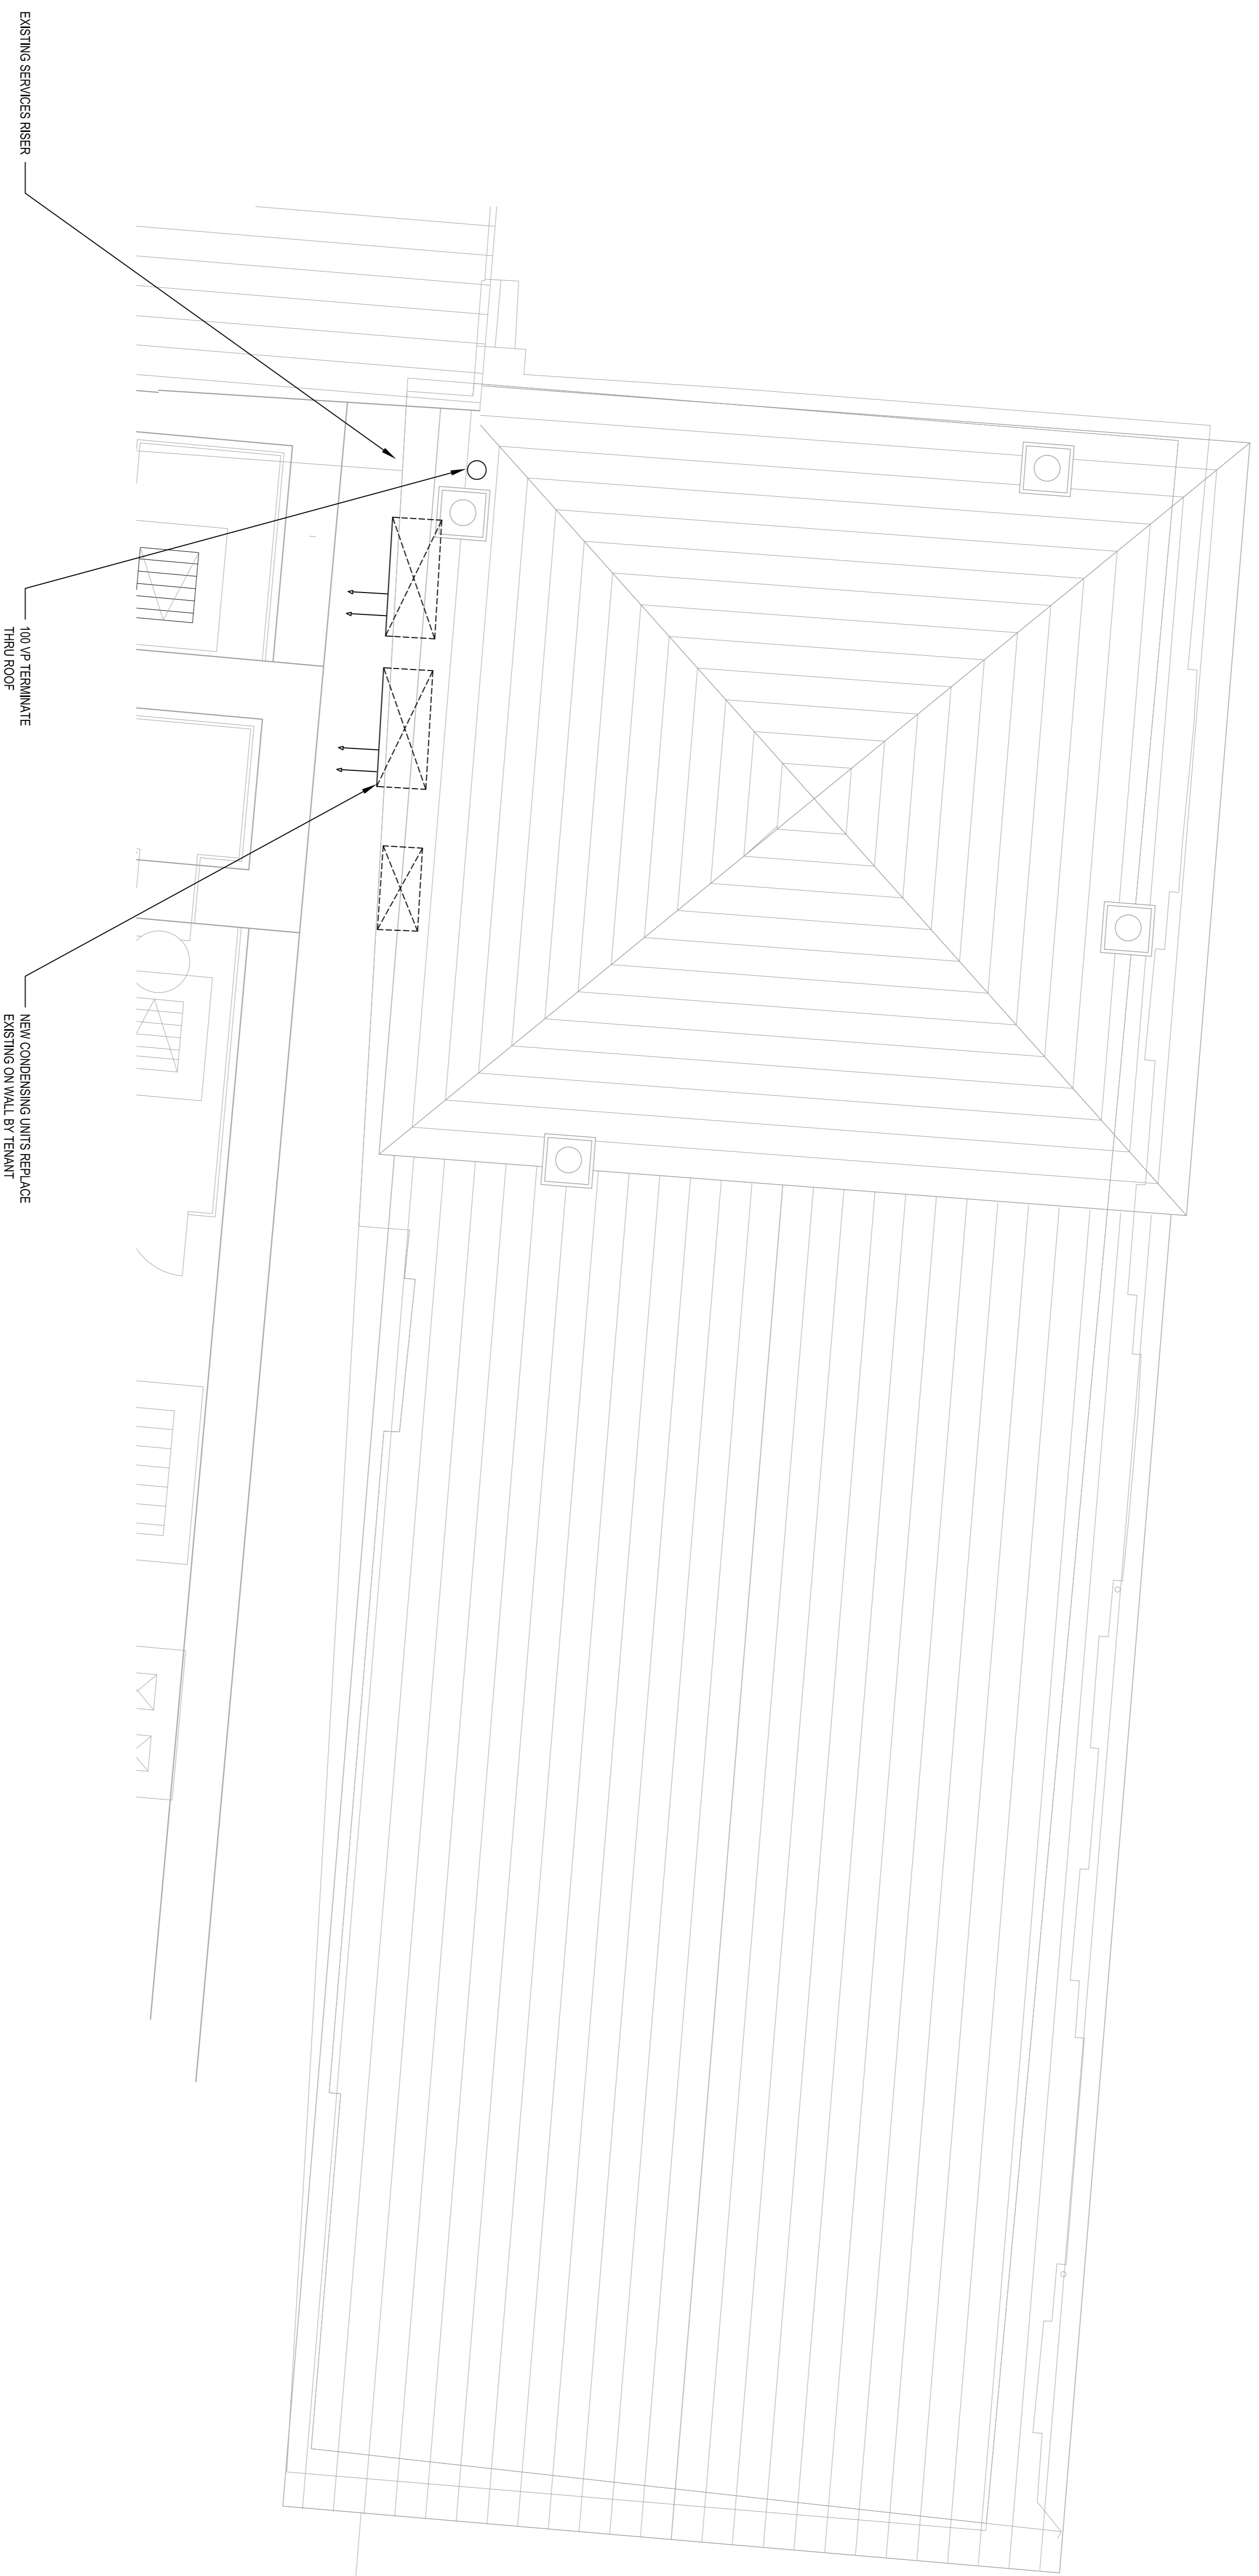 EXISTING SERVICES RISER
100 VP TERMINATE
THRU ROOF
NEW CONDENSING UNITS REPLACE
EXISTING ON WALL BY TENANT